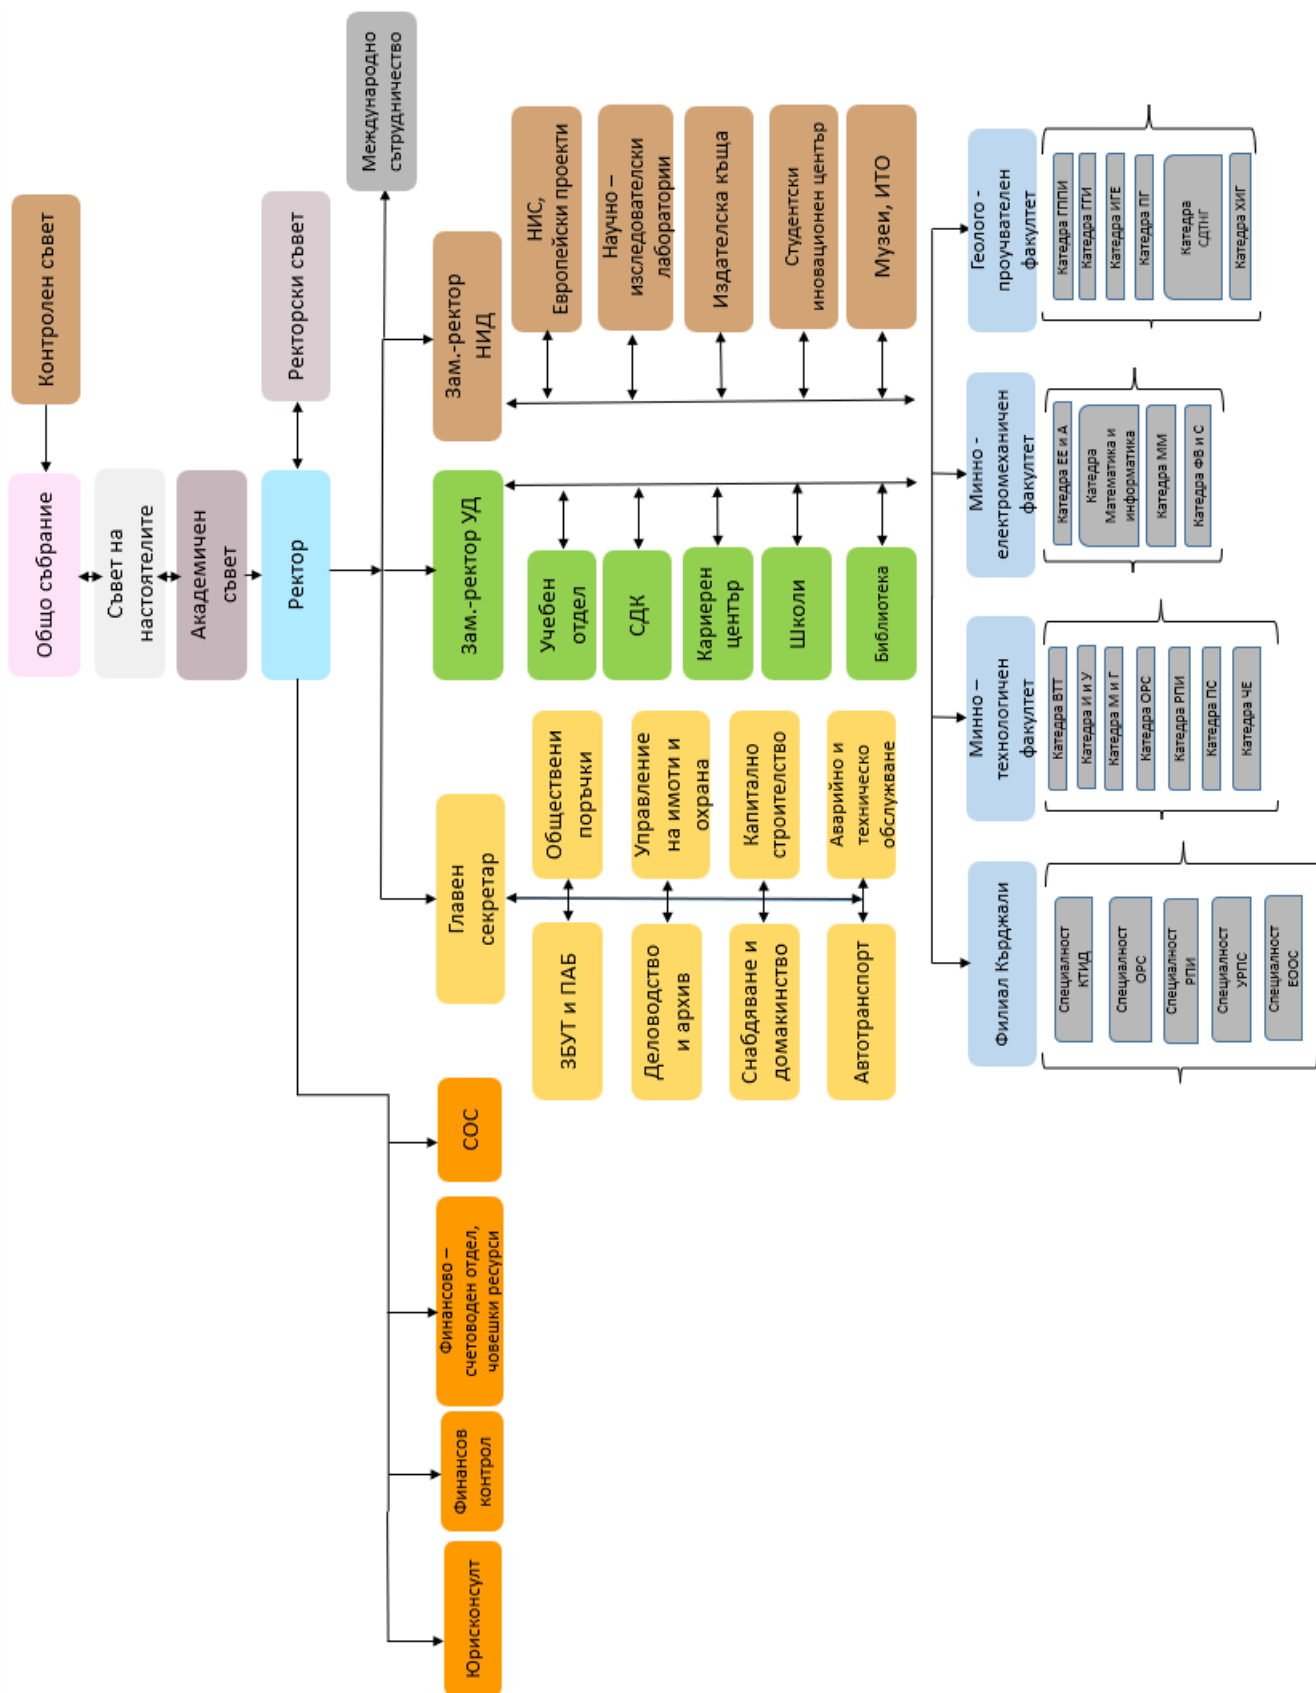 Контролен съвет
Общо събрание
Съвет на
настоятелите
Академичен
съвет
Ректор
Ректорски съвет
Международно
сътрудничество
Юрисконсулт
Финансов
контрол
Финансово –
счетоводен отдел,
човешки ресурси
СОС
Главен
секретар
Зам.-ректор УД
Зам.-ректор
НИД
ЗБУТ и ПАБ
Обществени
поръчки
Деловодство
и архив
Управление
на имоти и
охрана
Снабдяване и
домакинство
Капитално
строителство
Автотранспорт
Аварийно и
техническо
обслужване
Учебен
отдел
СДК
Кариерен
център
Школи
Библиотека
НИС,
Европейски проекти
Научно –
изследователски
лаборатории
Издателска къща
Студентски
иновационен център
Музеи, ИТО
Филиал Кърджали
Специалност
КТИД
Специалност
ОРС
Специалност
РПИ
Специалност
УРПС
Специалност
ЕООС
Минно –
технологичен
факултет
Катедра ВТТ
Катедра И и У
Катедра М и Г
Катедра ОРС
Катедра РПИ
Катедра ПС
Катедра ЧЕ
Минно -
електромеханичен
факултет
Катедра ЕЕ и А
Катедра
Математика и
информатика
Катедра ММ
Катедра ФВ и С
Геолого -
проучвателен
факултет
Катедра ГППИ
Катедра ГГИ
Катедра ИГЕ
Катедра ПГ
Катедра
СДТНГ
Катедра ХИГ